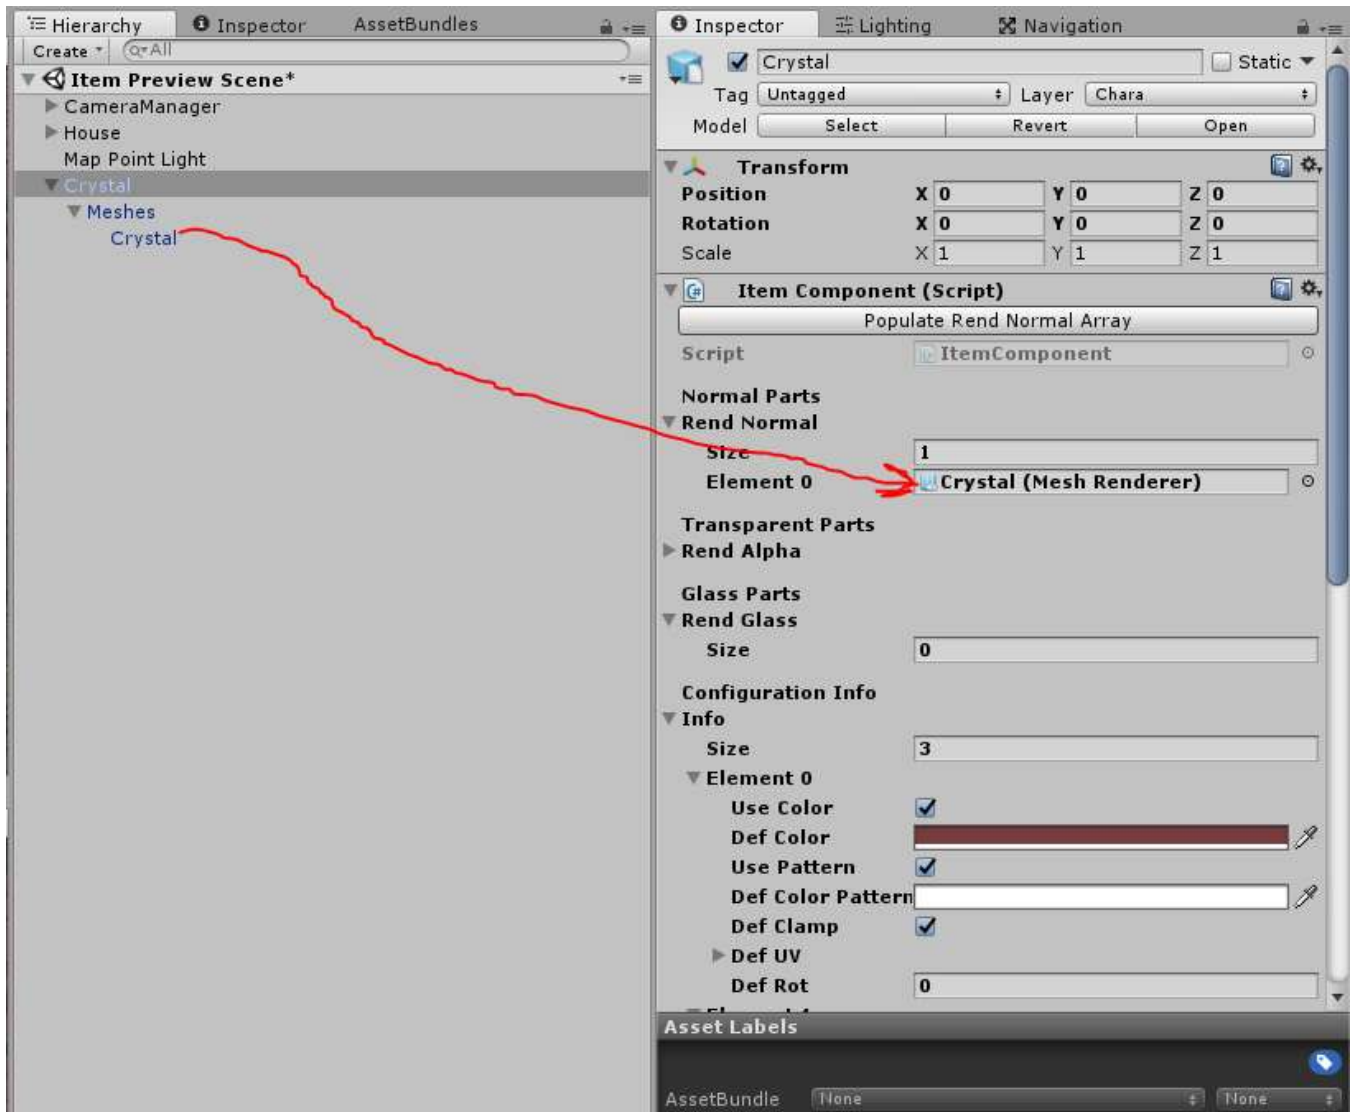 Hierarchy Inspector AssetBundles
Create All
Item Preview Scene*
CameraManager
House
Map Point Light
Crystal
Meshes
Crystal
Inspector Lighting Navigation
Crystal Static
Tag Untagged Layer Chara
Model Select Revert Open
Transform
Position X 0 Y 0 Z 0
Rotation X 0 Y 0 Z 0
Scale X 1 Y 1 Z 1
C# Item Component (Script)
Populate Rend Normal Array
Script ItemComponent
Normal Parts
Rend Normal
Size 1
Element 0 Crystal (Mesh Renderer)
Transparent Parts
Rend Alpha
Glass Parts
Rend Glass
Size 0
Configuration Info
Info
Size 3
Element 0
Use Color
Def Color
Use Pattern
Def Color Pattern
Def Clamp
Def UV
Def Rot 0
Asset Labels
AssetBundle None None